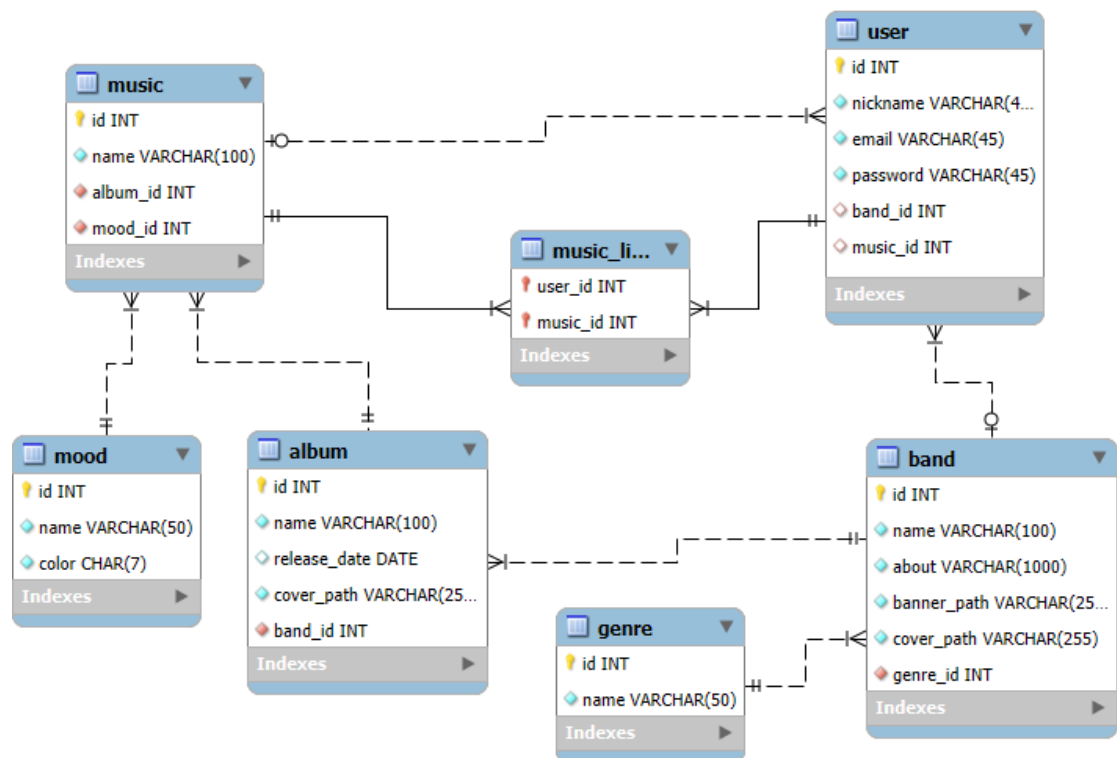 music
id INT
name VARCHAR(100)
album_id INT
mood_id INT
Indexes
user
id INT
nickname VARCHAR(4...
email VARCHAR(45)
password VARCHAR(45)
band_id INT
music_id INT
Indexes
music_li...
user_id INT
music_id INT
Indexes
mood
id INT
name VARCHAR(50)
color CHAR(7)
Indexes
album
id INT
name VARCHAR(100)
release_date DATE
cover_path VARCHAR(25...
band_id INT
Indexes
genre
id INT
name VARCHAR(50)
Indexes
band
id INT
name VARCHAR(100)
about VARCHAR(1000)
banner_path VARCHAR(25...
cover_path VARCHAR(255)
genre_id INT
Indexes